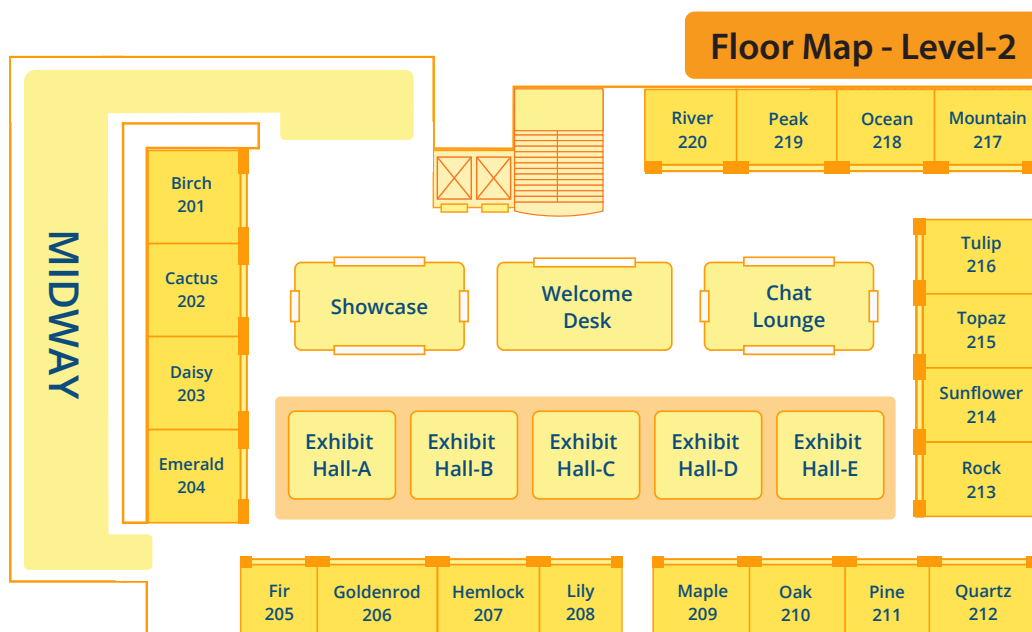 Floor Map - Level-2
River
220
Peak
219
Ocean
218
Mountain
217
Birch
201
Cactus
202
Daisy
203
Emerald
204
MIDWAY
Showcase
Welcome
Desk
Chat
Lounge
Tulip
216
Topaz
215
Sunflower
214
Rock
213
Exhibit
Hall-A
Exhibit
Hall-B
Exhibit
Hall-C
Exhibit
Hall-D
Exhibit
Hall-E
Fir
205
Goldenrod
206
Hemlock
207
Lily
208
Maple
209
Oak
210
Pine
211
Quartz
212